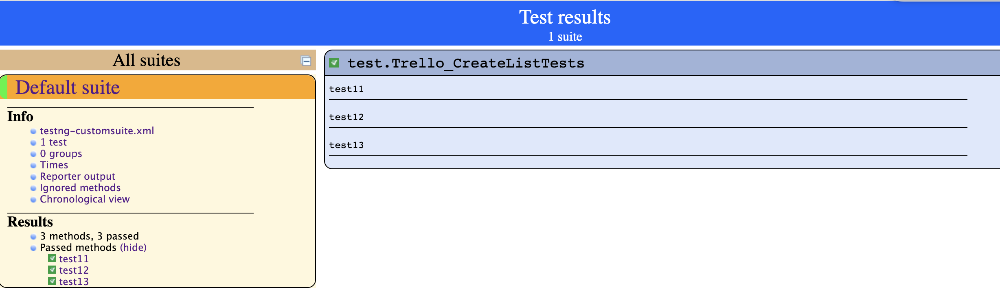 Test results
1 suite
All suites
Default suite
Info
testng-customsuite.xml
1 test
0 groups
Times
Reporter output
Ignored methods
Chronological view
Results
3 methods, 3 passed
Passed methods (hide)
test11
test12
test13
test.Trello_CreateListTests
test11
test12
test13